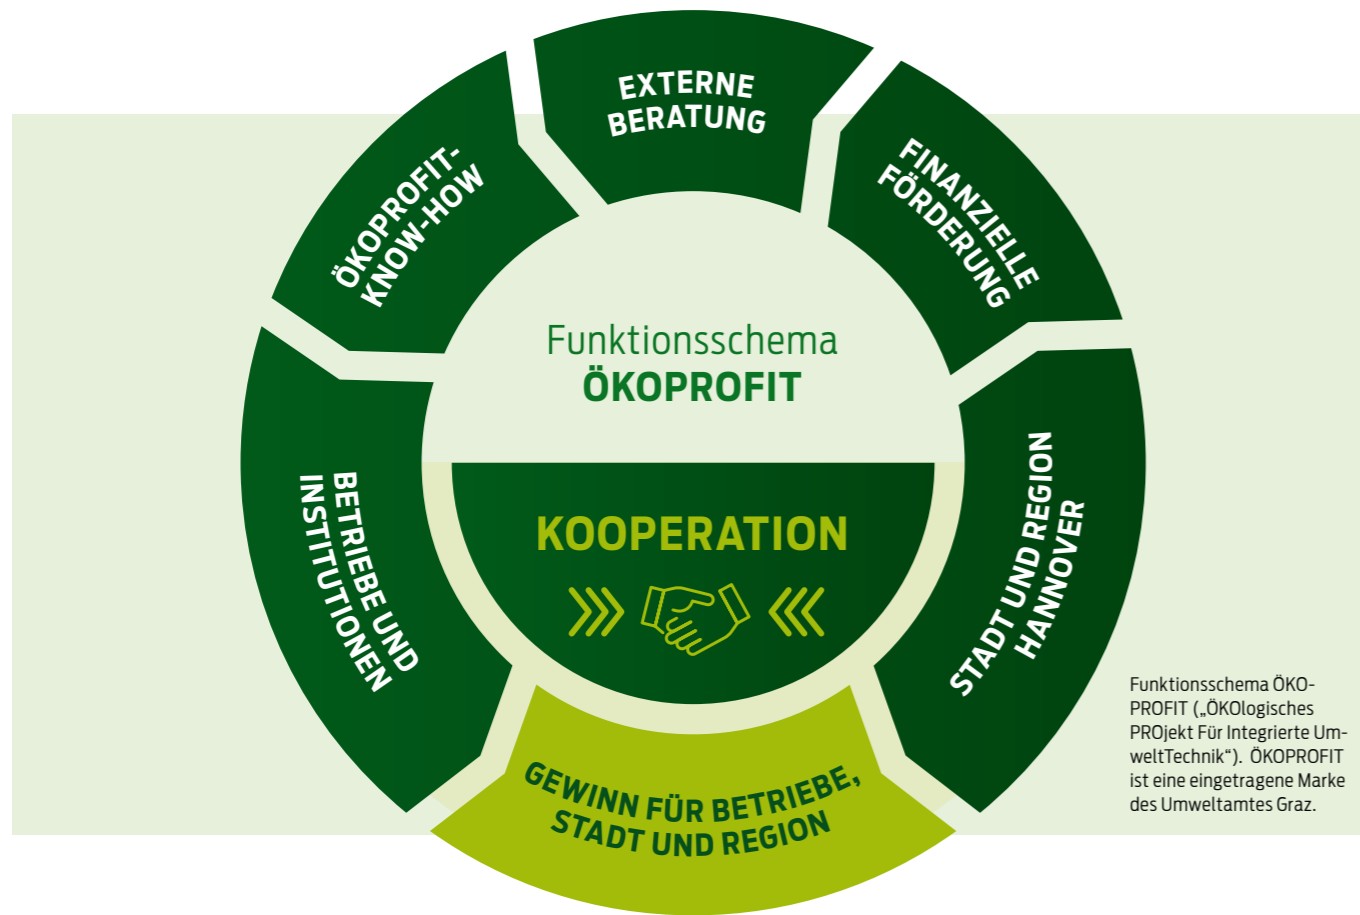 EXTERNE
BERATUNG
FINANZIELLE
FÖRDERUNG
ÖKOPROFIT-
KNOW-HOW
Funktionsschema
ÖKOPROFIT
BETRIEBE UND
INSTITUTIONEN
KOOPERATION
STADT UND REGION
HANNOVER
GEWINN FÜR BETRIEBE,
STADT UND REGION
Funktionsschema ÖKO-
PROFIT („ÖKOlogisches
PROjekt Für Integrierte Um-
weltTechnik“). ÖKOPROFIT
ist eine eingetragene Marke
des Umweltamtes Graz.